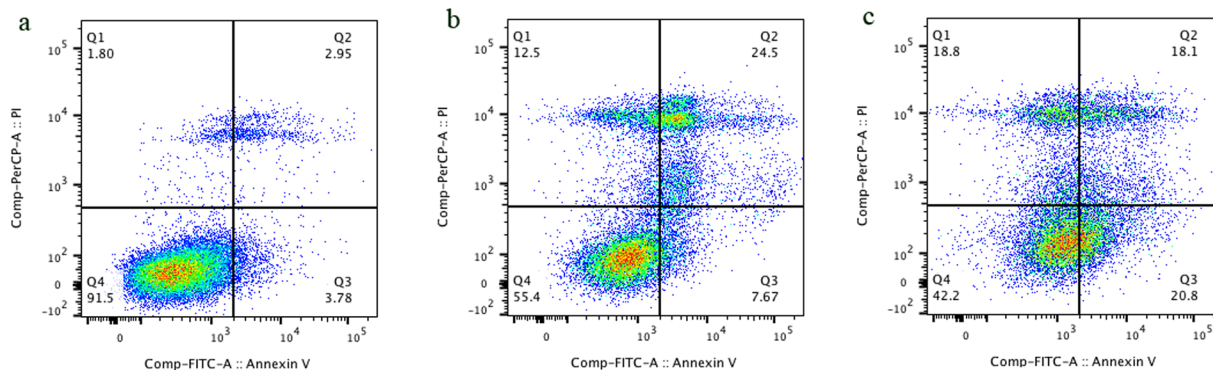 a
Q1
1.80
Q2
2.95
Q4
91.5
Q3
3.78
10^5
10^4
10^3
10^2
0
-10^2
0
10^3
10^4
10^5
Comp-PerCP-A :: PI
Comp-FITC-A :: Annexin V
b
Q1
12.5
Q2
24.5
Q4
55.4
Q3
7.67
10^5
10^4
10^3
10^2
0
-10^2
0
10^3
10^4
10^5
Comp-PerCP-A :: PI
Comp-FITC-A :: Annexin V
c
Q1
18.8
Q2
18.1
Q4
42.2
Q3
20.8
10^5
10^4
10^3
10^2
0
-10^2
0
10^3
10^4
10^5
Comp-PerCP-A :: PI
Comp-FITC-A :: Annexin V